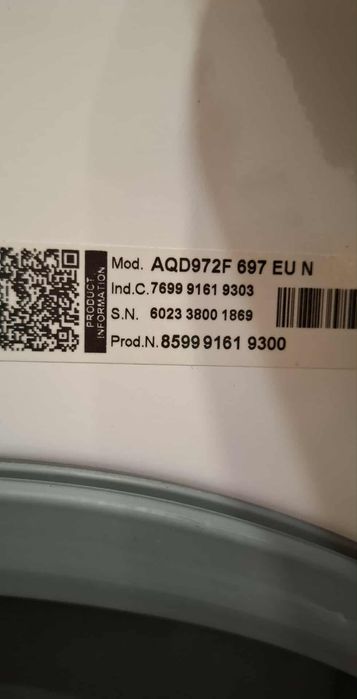 PRODUCT
INFORMATION
Mod. AQD972F 697 EU N
Ind.C. 7699 9161 9303
S.N. 6023 3800 1869
Prod.N. 8599 9161 9300